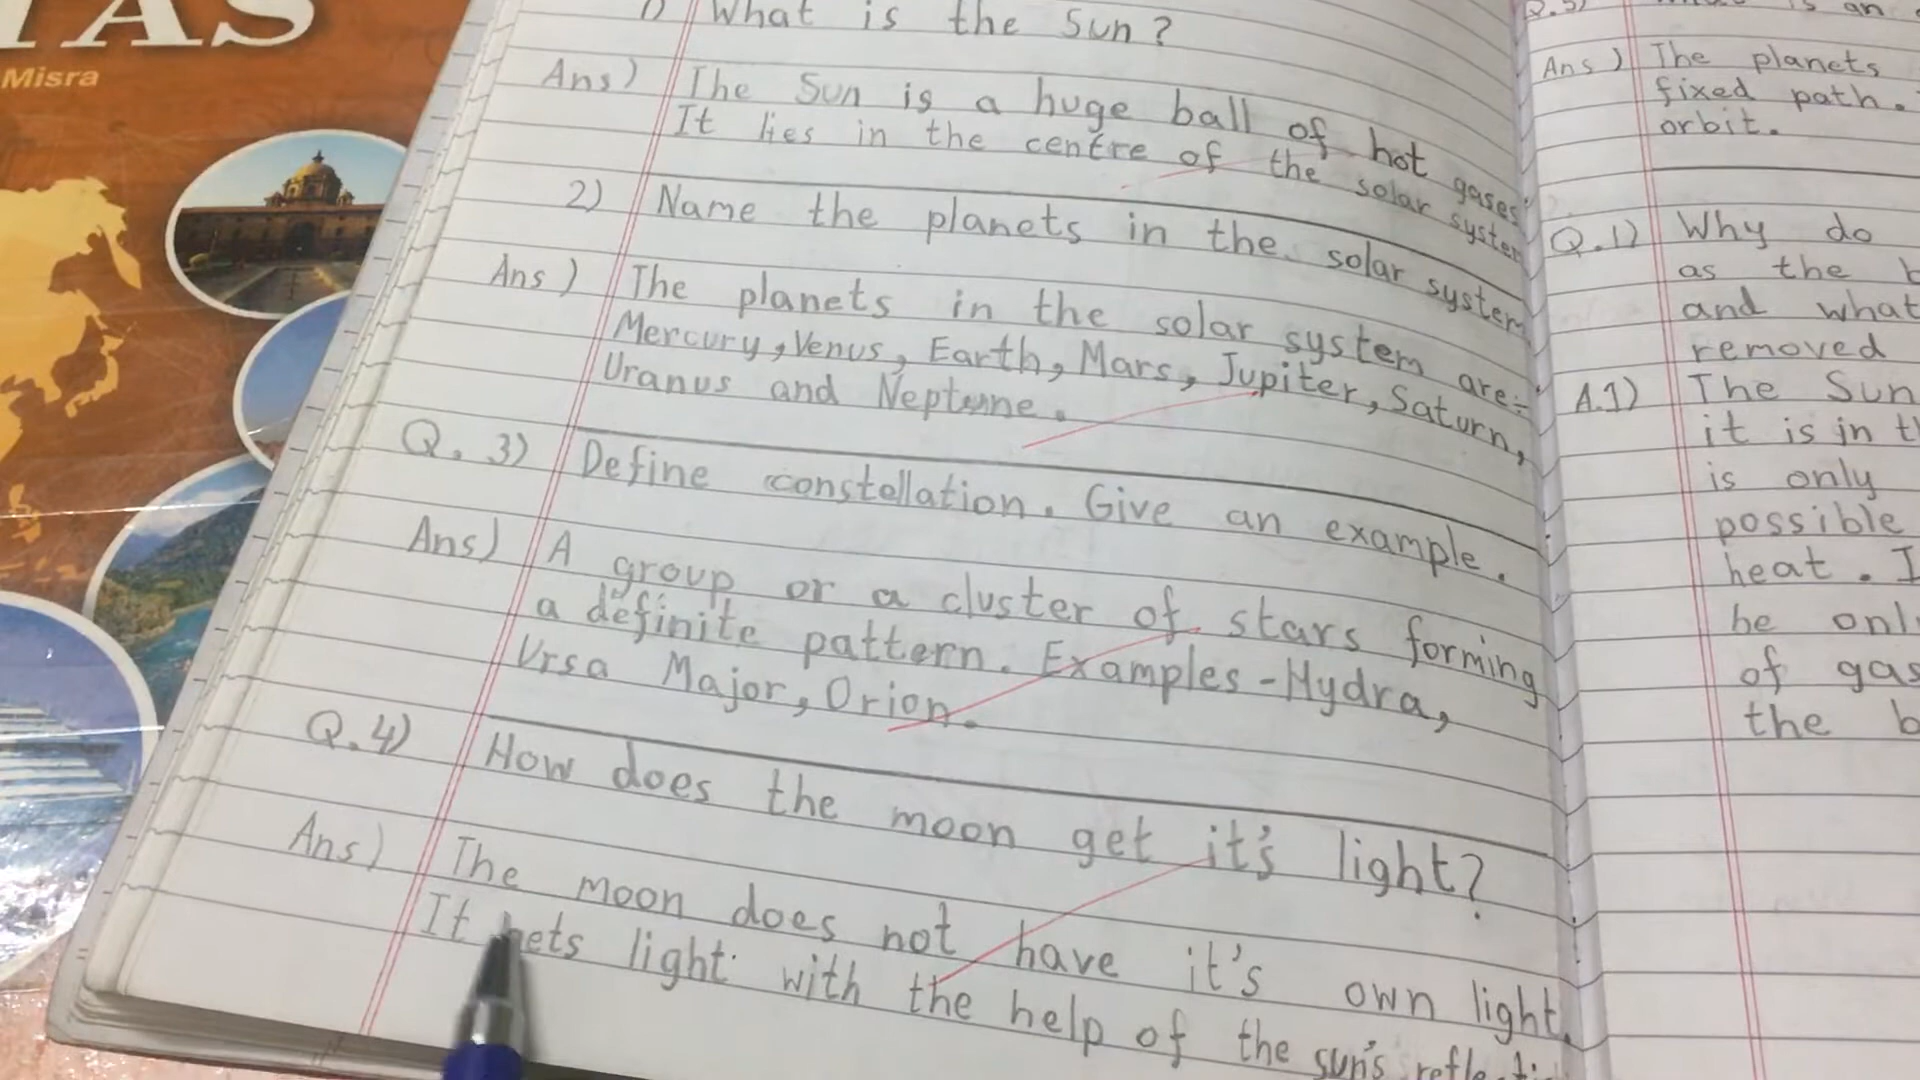 TAS
Misra
1) What is the Sun?
Ans) The Sun is a huge ball of hot gases.
It lies in the centre of the solar system
2) Name the planets in the solar system
Ans) The planets in the solar system are:-
Mercury, Venus, Earth, Mars, Jupiter, Saturn,
Uranus and Neptune.
Q.3) Define constellation. Give an example.
Ans) A group or a cluster of stars forming
a definite pattern. Examples - Hydra,
Ursa Major, Orion.
Q.4) How does the moon get it's light?
Ans) The moon does not have it's own light.
It gets light with the help of the sun's
is an
Ans) The planets
fixed path.
orbit.
Q.1) Why do
as the
and what
removed
A.1) The Sun
it is in
is only
possible
heat.
be
of gas
the